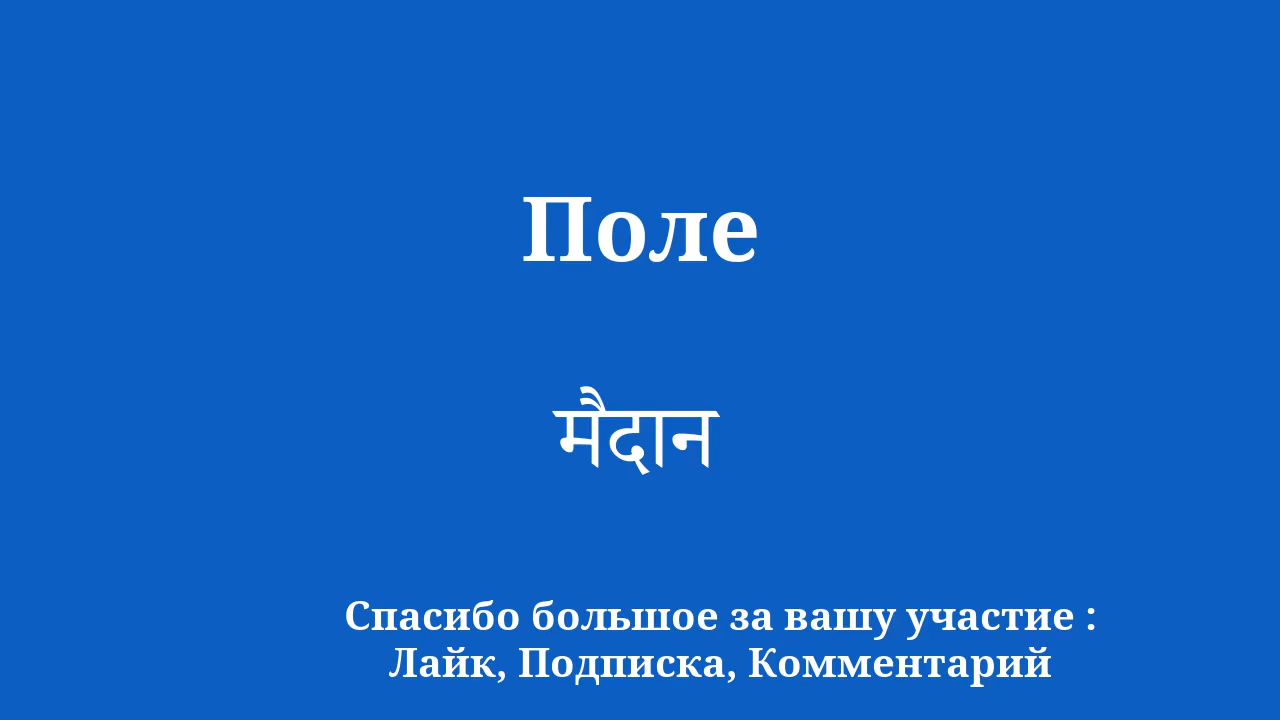 Поле
मैदान
Спасибо большое за вашу участие :
Лайк, Подписка, Комментарий